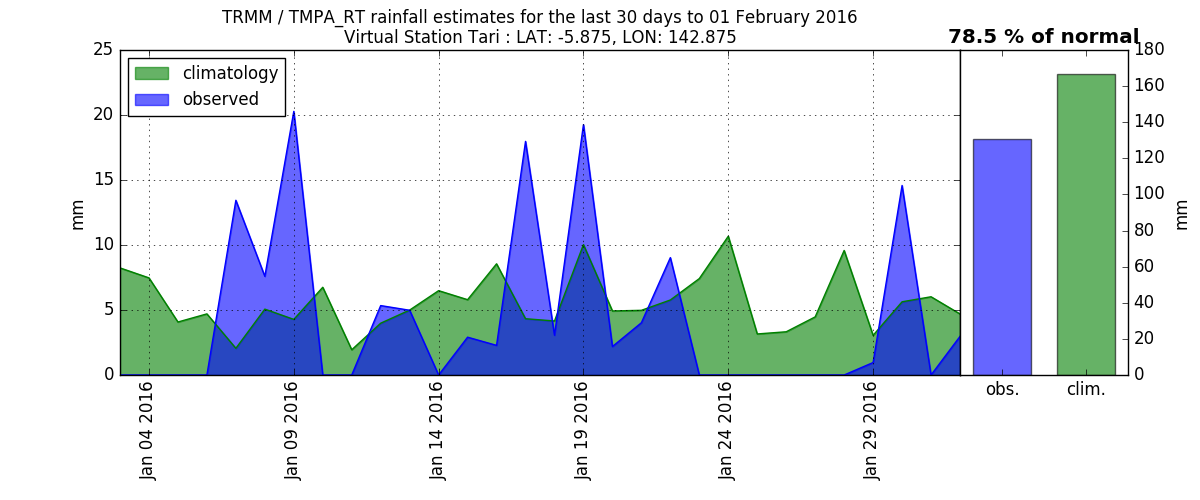 TRMM / TMPA_RT rainfall estimates for the last 30 days to 01 February 2016
Virtual Station Tari : LAT: -5.875, LON: 142.875
78.5 % of normal
climatology
observed
25
20
15
10
5
0
mm
Jan 04 2016
Jan 09 2016
Jan 14 2016
Jan 19 2016
Jan 24 2016
Jan 29 2016
obs.
clim.
180
160
140
120
100
80
60
40
20
0
mm